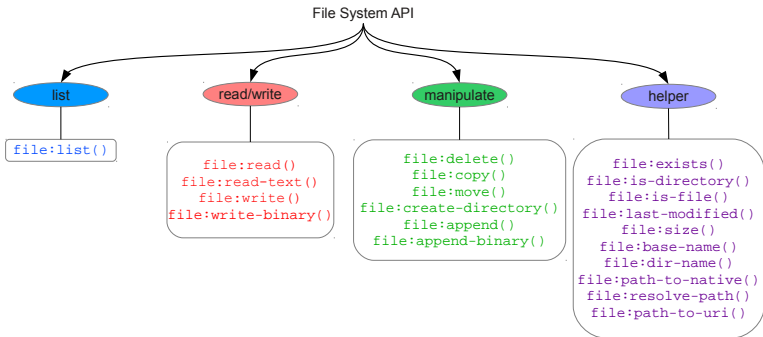 File System API
list
read/write
manipulate
helper
file:list()
file:read()
file:read-text()
file:write()
file:write-binary()
file:delete()
file:copy()
file:move()
file:create-directory()
file:append()
file:append-binary()
file:exists()
file:is-directory()
file:is-file()
file:last-modified()
file:size()
file:base-name()
file:dir-name()
file:path-to-native()
file:resolve-path()
file:path-to-uri()